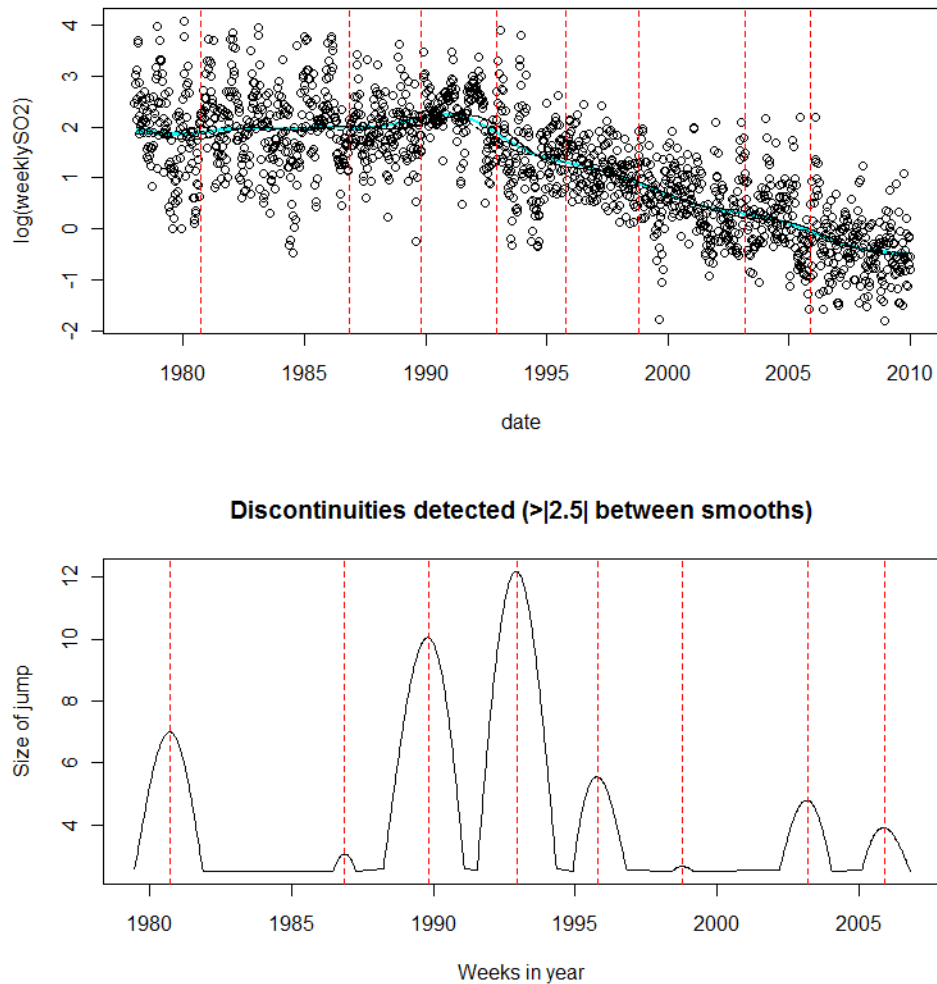 4
3
2
1
0
-1
-2
log(weeklySO2)
1980 1985 1990 1995 2000 2005 2010
date
Discontinuities detected (>|2.5| between smooths)
12
10
8
6
4
Size of jump
1980 1985 1990 1995 2000 2005
Weeks in year